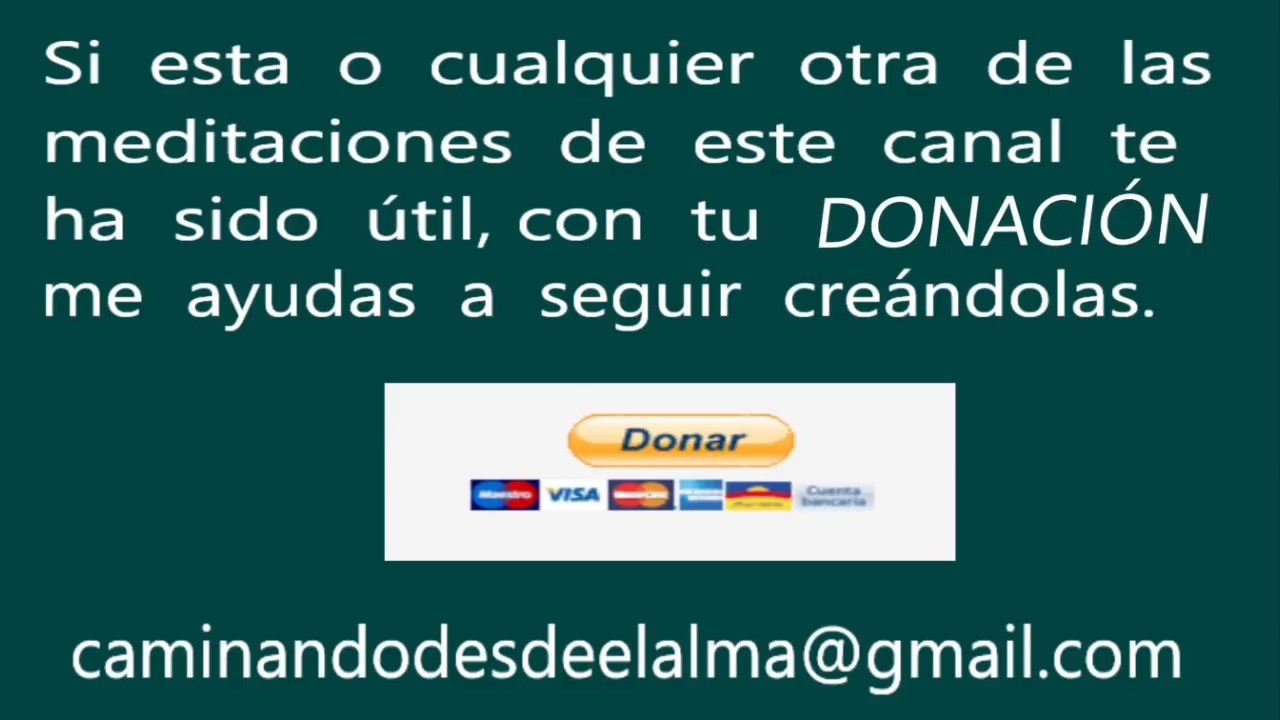 Si esta o cualquier otra de las
meditaciones de este canal te
ha sido útil, con tu DONACIÓN
me ayudas a seguir creándolas.
Donar
Maestro VISA MasterCard Cuenta
bancaria
caminandodesdeelalma@gmail.com